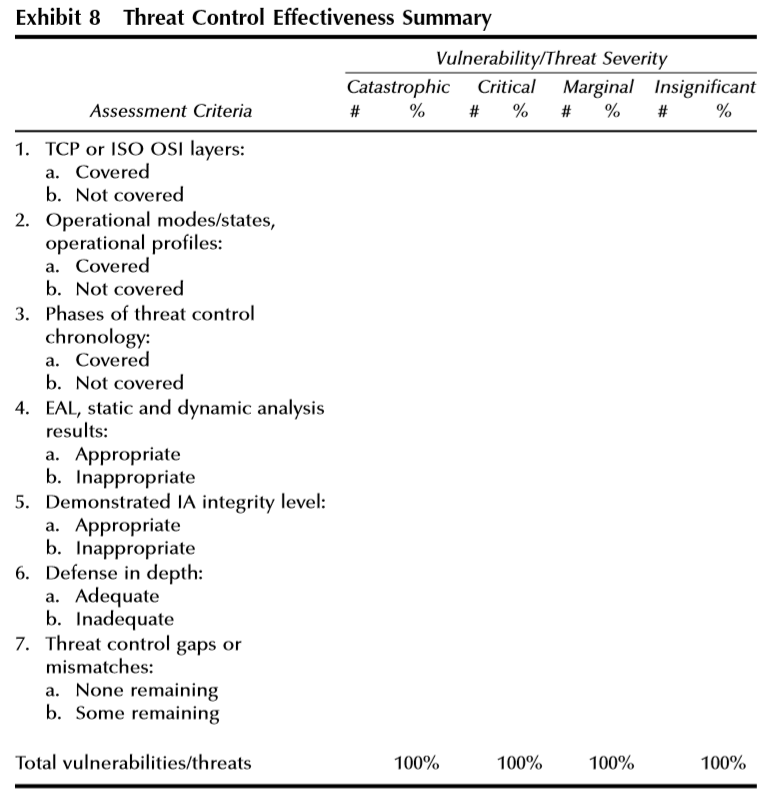 Exhibit 8 Threat Control Effectiveness Summary
Vulnerability/Threat Severity
Catastrophic Critical Marginal Insignificant
Assessment Criteria # % # % # % # %
1. TCP or ISO OSI layers:
a. Covered
b. Not covered
2. Operational modes/states,
operational profiles:
a. Covered
b. Not covered
3. Phases of threat control
chronology:
a. Covered
b. Not covered
4. EAL, static and dynamic analysis
results:
a. Appropriate
b. Inappropriate
5. Demonstrated IA integrity level:
a. Appropriate
b. Inappropriate
6. Defense in depth:
a. Adequate
b. Inadequate
7. Threat control gaps or
mismatches:
a. None remaining
b. Some remaining
Total vulnerabilities/threats 100% 100% 100% 100%